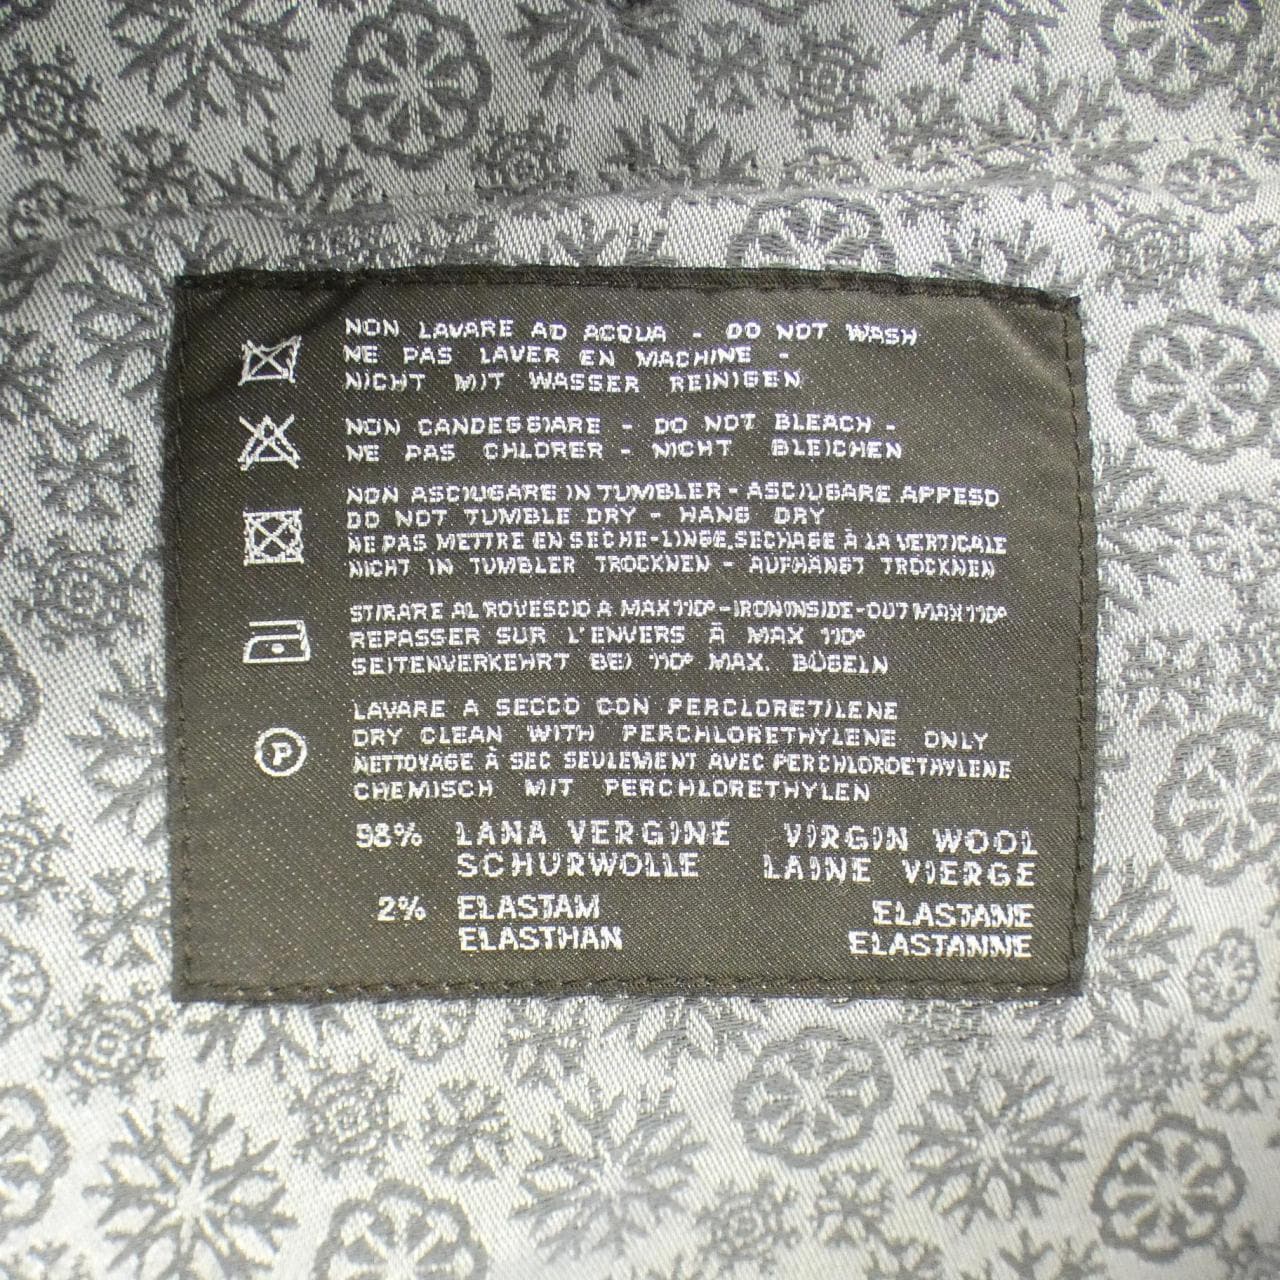 NON LAVARE AD ACQUA - DO NOT WASH
NE PAS LAVER EN MACHINE -
NICHT MIT WASSER REINIGEN
NON CANDEGGIARE - DO NOT BLEACH -
NE PAS CHLORER - NICHT BLEICHEN
NON ASCIUGARE IN TUMBLER - ASCIUGARE APPESO
DO NOT TUMBLE DRY - HANG DRY
NE PAS METTRE EN SECHE-LINGE, SECHAGE À LA VERTICALE
NICHT IN TUMBLER TROCKNEN - AUFHÄNGT TROCKNEN
STIRARE AL ROVESCIO A MAX 110° - IRON INSIDE-OUT MAX 110°
REPASSER SUR L'ENVERS À MAX 110°
SEITENVERKEHRT BEI 110° MAX. BÜGELN
P
LAVARE A SECCO CON PERCLORETILENE
DRY CLEAN WITH PERCHLORETHYLENE ONLY
NETTOYAGE À SEC SEULEMENT AVEC PERCHLOROETHYLENE
CHEMISCH MIT PERCHLORETHYLEN
98% LANA VERGINE VIRGIN WOOL
SCHURWOLLE LAINE VIERGE
2% ELASTAM ELASTANE
ELASTHAN ELASTANNE